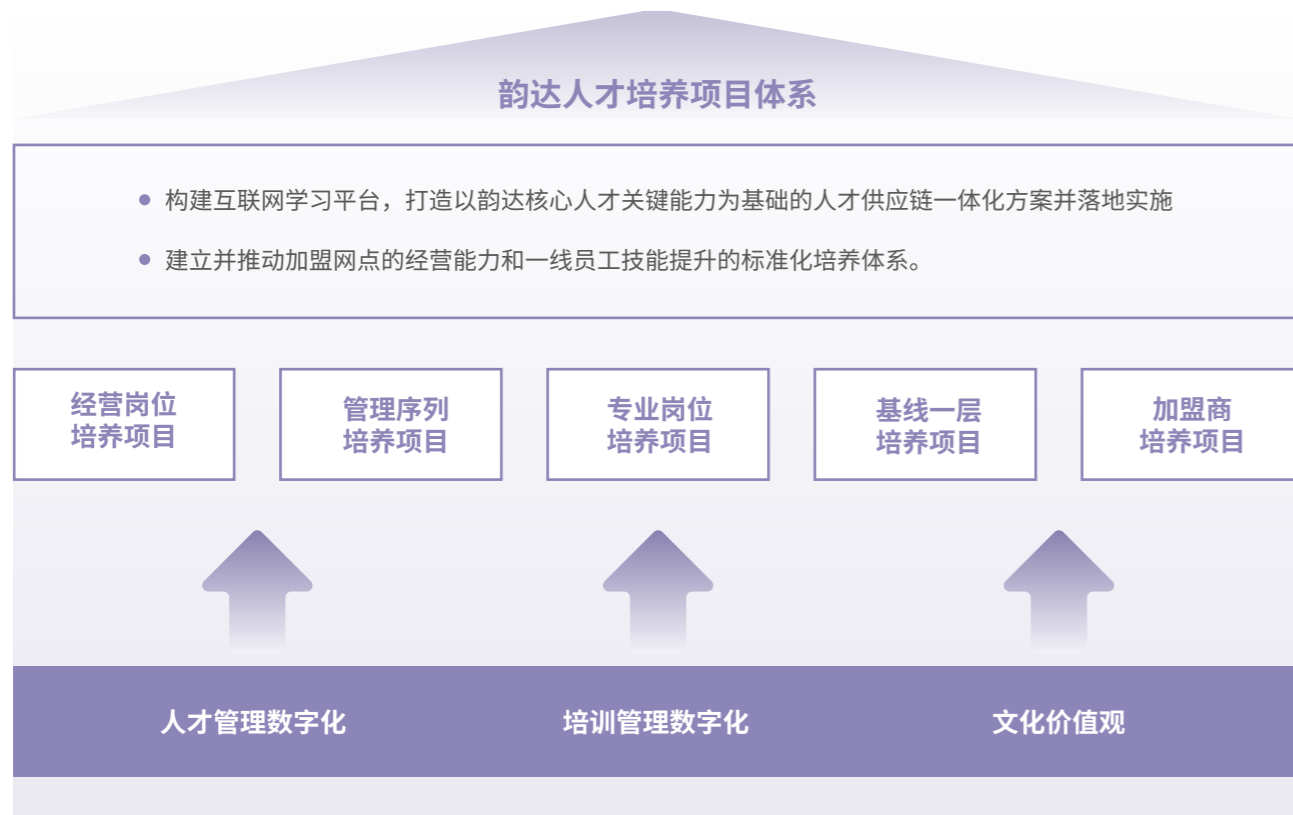 韵达人才培养项目体系
构建互联网学习平台，打造以韵达核心人才关键能力为基础的人才供应链一体化方案并落地实施
建立并推动加盟网点的经营能力和一线员工技能提升的标准化培养体系。
经营岗位
培养项目
管理序列
培养项目
专业岗位
培养项目
基线一层
培养项目
加盟商
培养项目
人才管理数字化
培训管理数字化
文化价值观